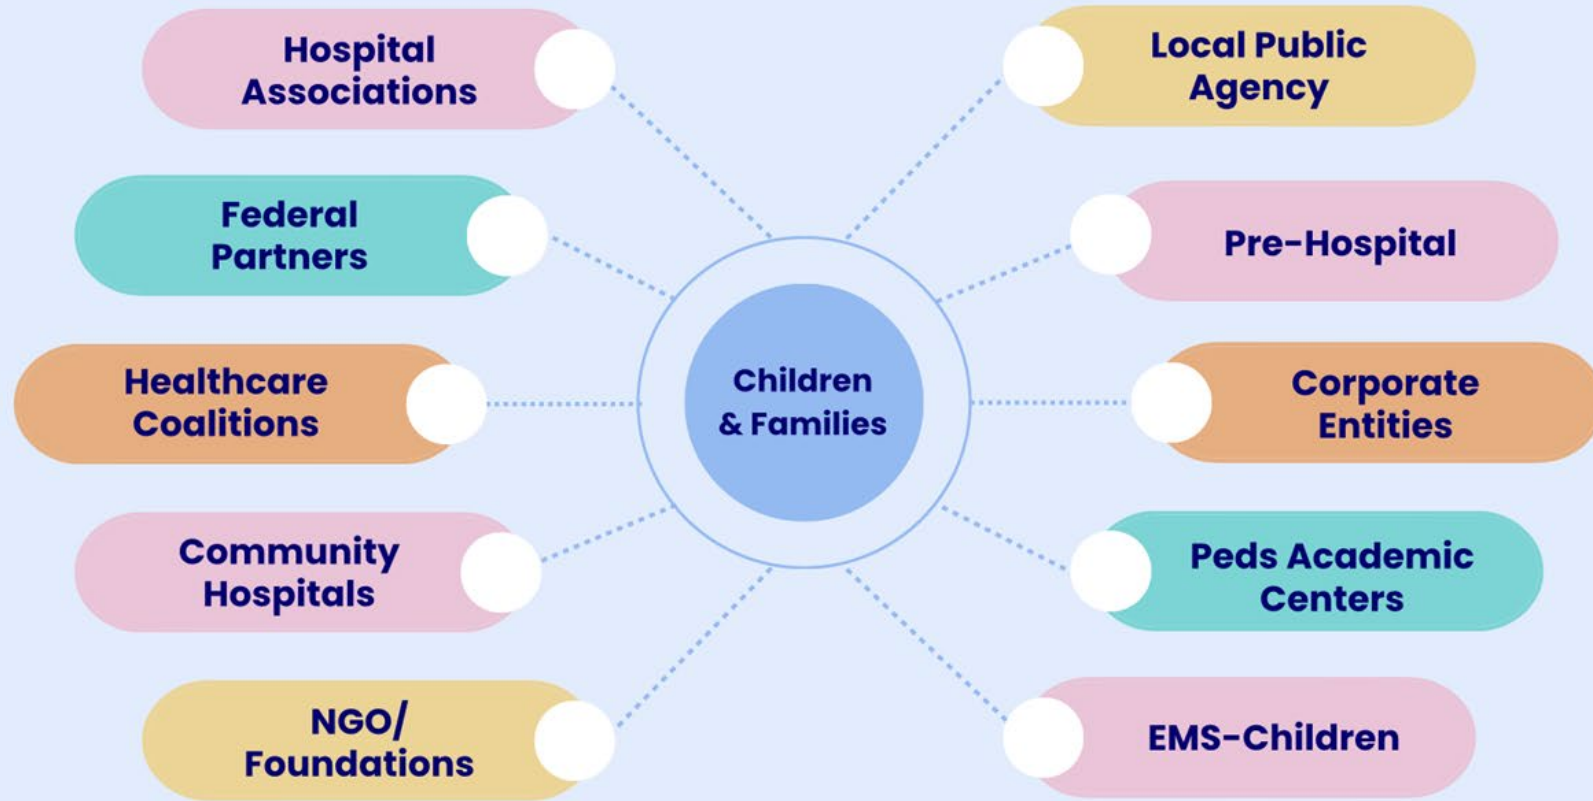 Hospital
Associations
Local Public
Agency
Federal
Partners
Pre-Hospital
Healthcare
Coalitions
Children
& Families
Corporate
Entities
Community
Hospitals
Peds Academic
Centers
NGO/
Foundations
EMS-Children